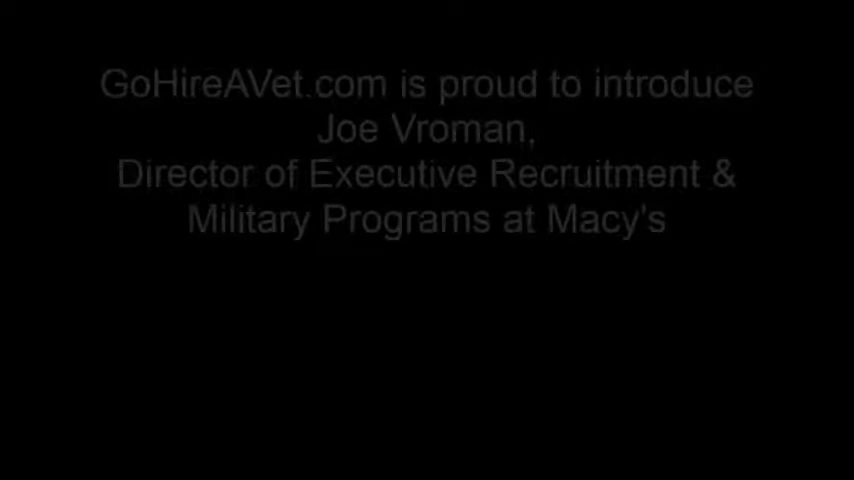 GoHireAVet.com is proud to introduce
Joe Vroman,
Director of Executive Recruitment &
Military Programs at Macy's